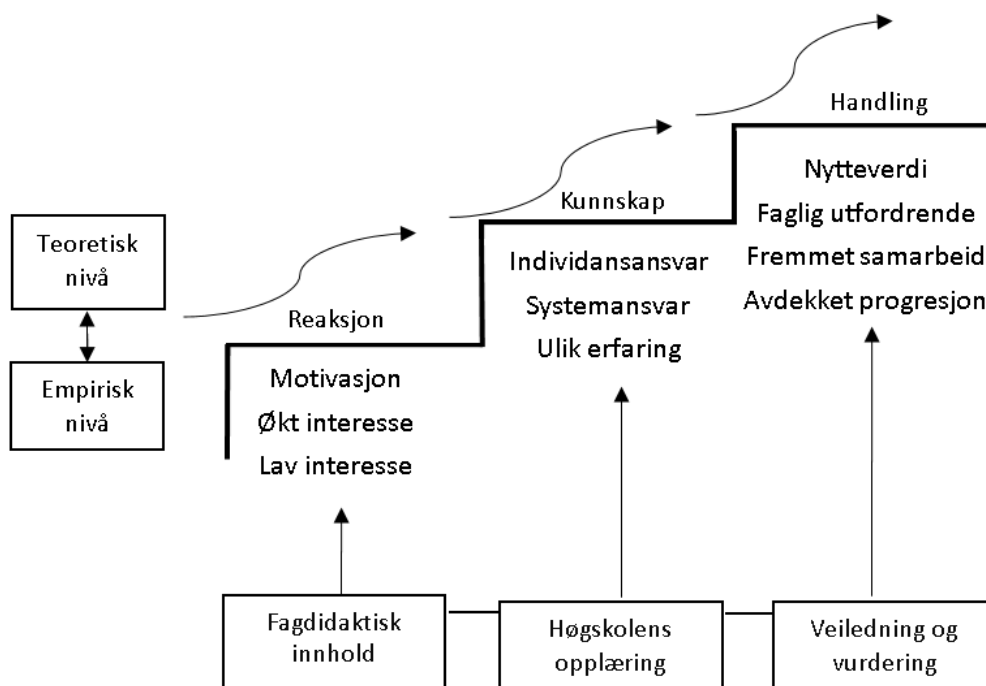 Handling
Nytteverdi
Faglig utfordrende
Fremmet samarbeid
Avdekket progresjon
Kunnskap
Individansansvar
Systemansvar
Ulik erfaring
Teoretisk
nivå
Empirisk
nivå
Reaksjon
Motivasjon
Økt interesse
Lav interesse
Fagdidaktisk
innhold
Høgskolens
opplæring
Veiledning og
vurdering